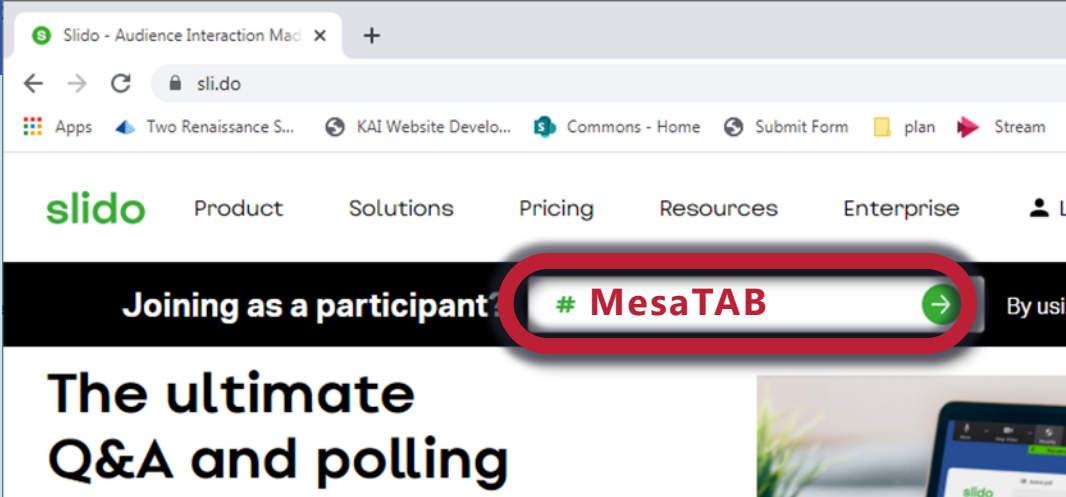 Slido - Audience Interaction Mad
sli.do
Apps Two Renaissance S... KAI Website Develo... Commons - Home Submit Form plan Stream
slido Product Solutions Pricing Resources Enterprise L
Joining as a participant? # MesaTAB By usi
The ultimate
Q&A and polling
slido